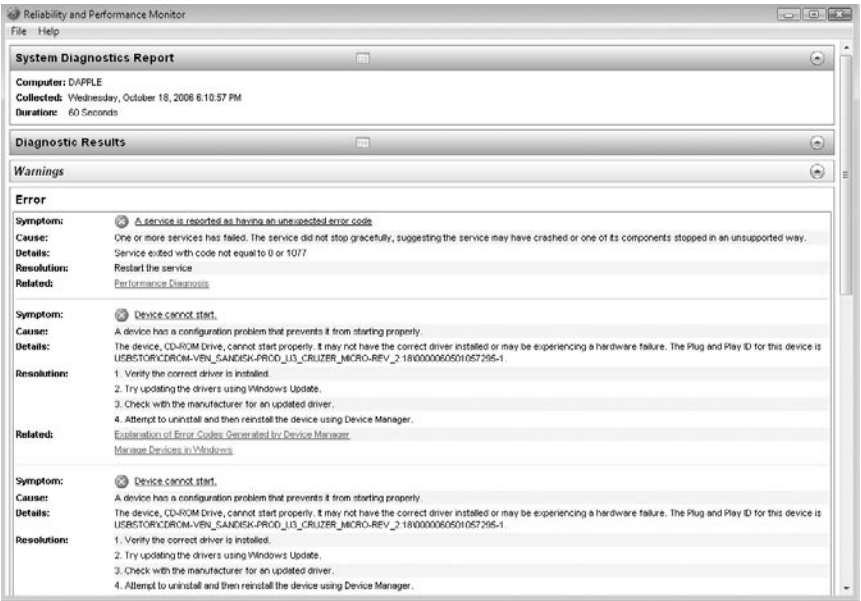 Reliability and Performance Monitor
File Help
System Diagnostics Report
Computer: DAPPLE
Collected: Wednesday, October 18, 2006 6:10:57 PM
Duration: 60 Seconds
Diagnostic Results
Warnings
Error
Symptom: A service is reported as having an unexpected error code
Cause: One or more services has failed. The service did not stop gracefully, suggesting the service may have crashed or one of its components stopped in an unsupported way.
Details: Service exited with code not equal to 0 or 1077
Resolution: Restart the service
Related: Performance Diagnosis
Symptom: Device cannot start.
Cause: A device has a configuration problem that prevents it from starting properly.
Details: The device, CD-ROM Drive, cannot start properly. It may not have the correct driver installed or may be experiencing a hardware failure. The Plug and Play ID for this device is
USBSTOR\CDROM-VEN_SANDISK-PROD_U3_CRUZER_MICRO-REV_2.18\0000060501057295-1.
Resolution: 1. Verify the correct driver is installed.
2. Try updating the drivers using Windows Update.
3. Check with the manufacturer for an updated driver.
4. Attempt to uninstall and then reinstall the device using Device Manager.
Related: Explanation of Error Codes Generated by Device Manager
Manage Devices in Windows
Symptom: Device cannot start.
Cause: A device has a configuration problem that prevents it from starting properly.
Details: The device, CD-ROM Drive, cannot start properly. It may not have the correct driver installed or may be experiencing a hardware failure. The Plug and Play ID for this device is
USBSTOR\CDROM-VEN_SANDISK-PROD_U3_CRUZER_MICRO-REV_2.18\0000060501057295-1.
Resolution: 1. Verify the correct driver is installed.
2. Try updating the drivers using Windows Update.
3. Check with the manufacturer for an updated driver.
4. Attempt to uninstall and then reinstall the device using Device Manager.